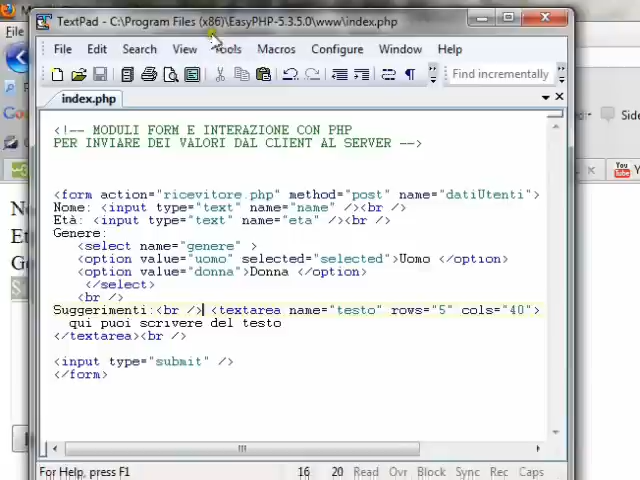 TextPad - C:\Program Files (x86)\EasyPHP-5.3.5.0\www\index.php
File Edit Search View Tools Macros Configure Window Help
Find incrementally
index.php
<!-- MODULI FORM E INTERAZIONE CON PHP
PER INVIARE DEI VALORI DAL CLIENT AL SERVER -->
<form action="ricevitore.php" method="post" name="datiUtenti">
Nome: <input type="text" name="name" /><br />
Età: <input type="text" name="eta" /><br />
Genere:
<select name="genere" >
<option value="uomo" selected="selected">Uomo </option>
<option value="donna">Donna </option>
</select>
<br />
Suggerimenti:<br /> <textarea name="testo" rows="5" cols="40">
qui puoi scrivere del testo
</textarea><br />
<input type="submit" />
</form>
For Help, press F1 16 20 Read Ovr Block Sync Rec Caps